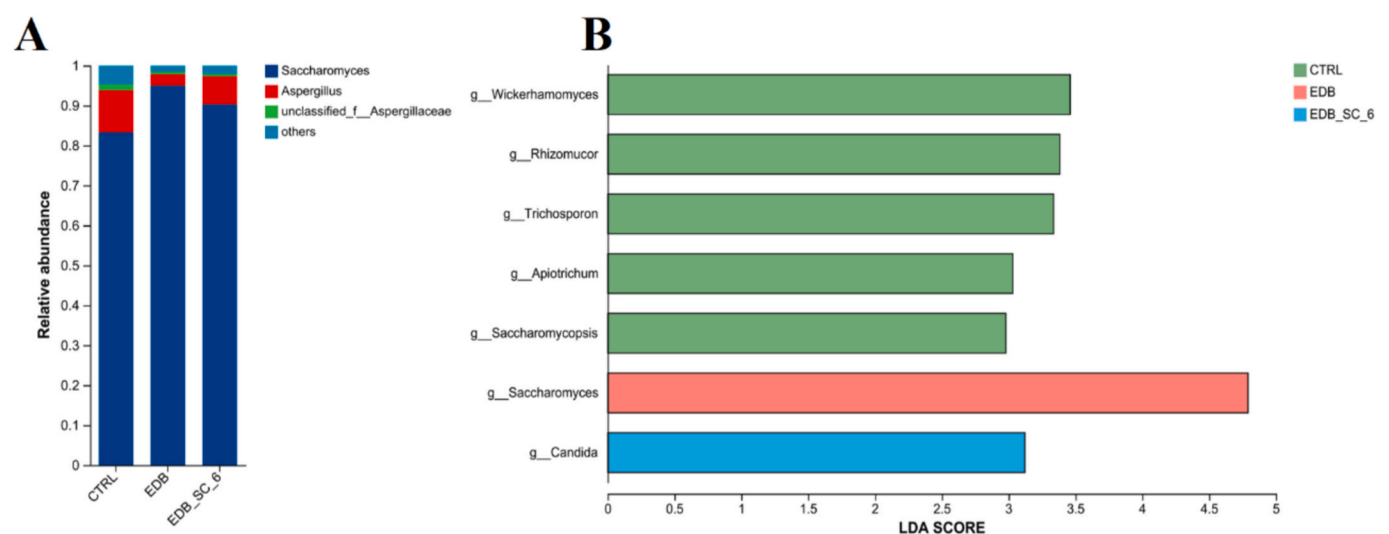 A
Saccharomyces
Aspergillus
unclassified_f__Aspergillaceae
others
1
0.9
0.8
0.7
0.6
0.5
0.4
0.3
0.2
0.1
0
Relative abundance
CTRL
EDB
EDB_SC_6
B
CTRL
EDB
EDB_SC_6
g__Wickerhamomyces
g__Rhizomucor
g__Trichosporon
g__Apiotrichum
g__Saccharomycopsis
g__Saccharomyces
g__Candida
0 0.5 1 1.5 2 2.5 3 3.5 4 4.5 5
LDA SCORE